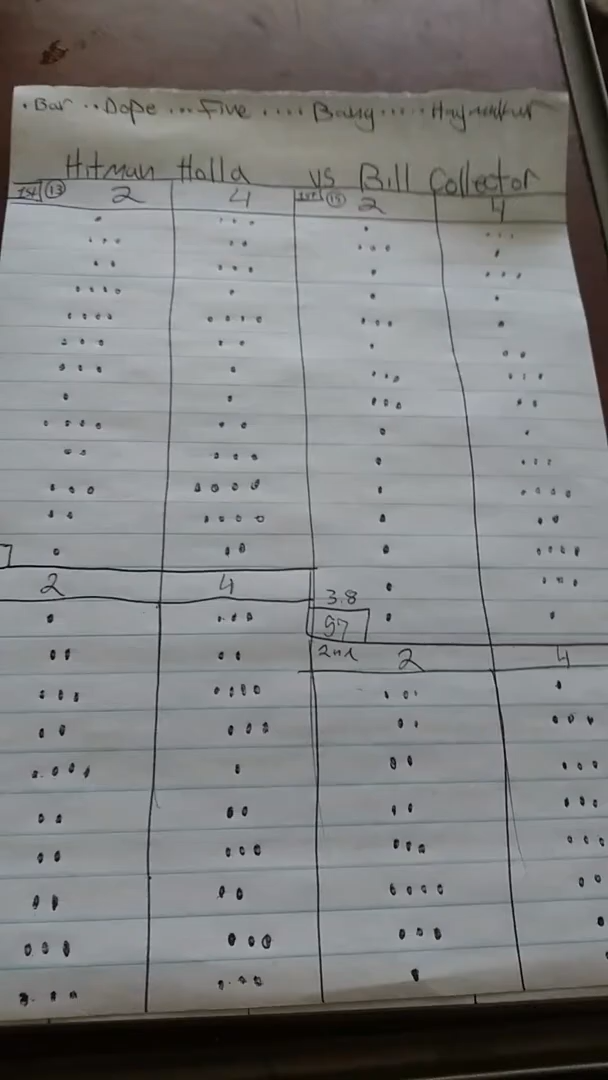 . Bar .. Dope ... Five .... Bang ..... Haymaker
Hitman Holla vs Bill Collector
1st 13 2 4 1st 15 2 4
2 4
3.8
97
2nd 2 4